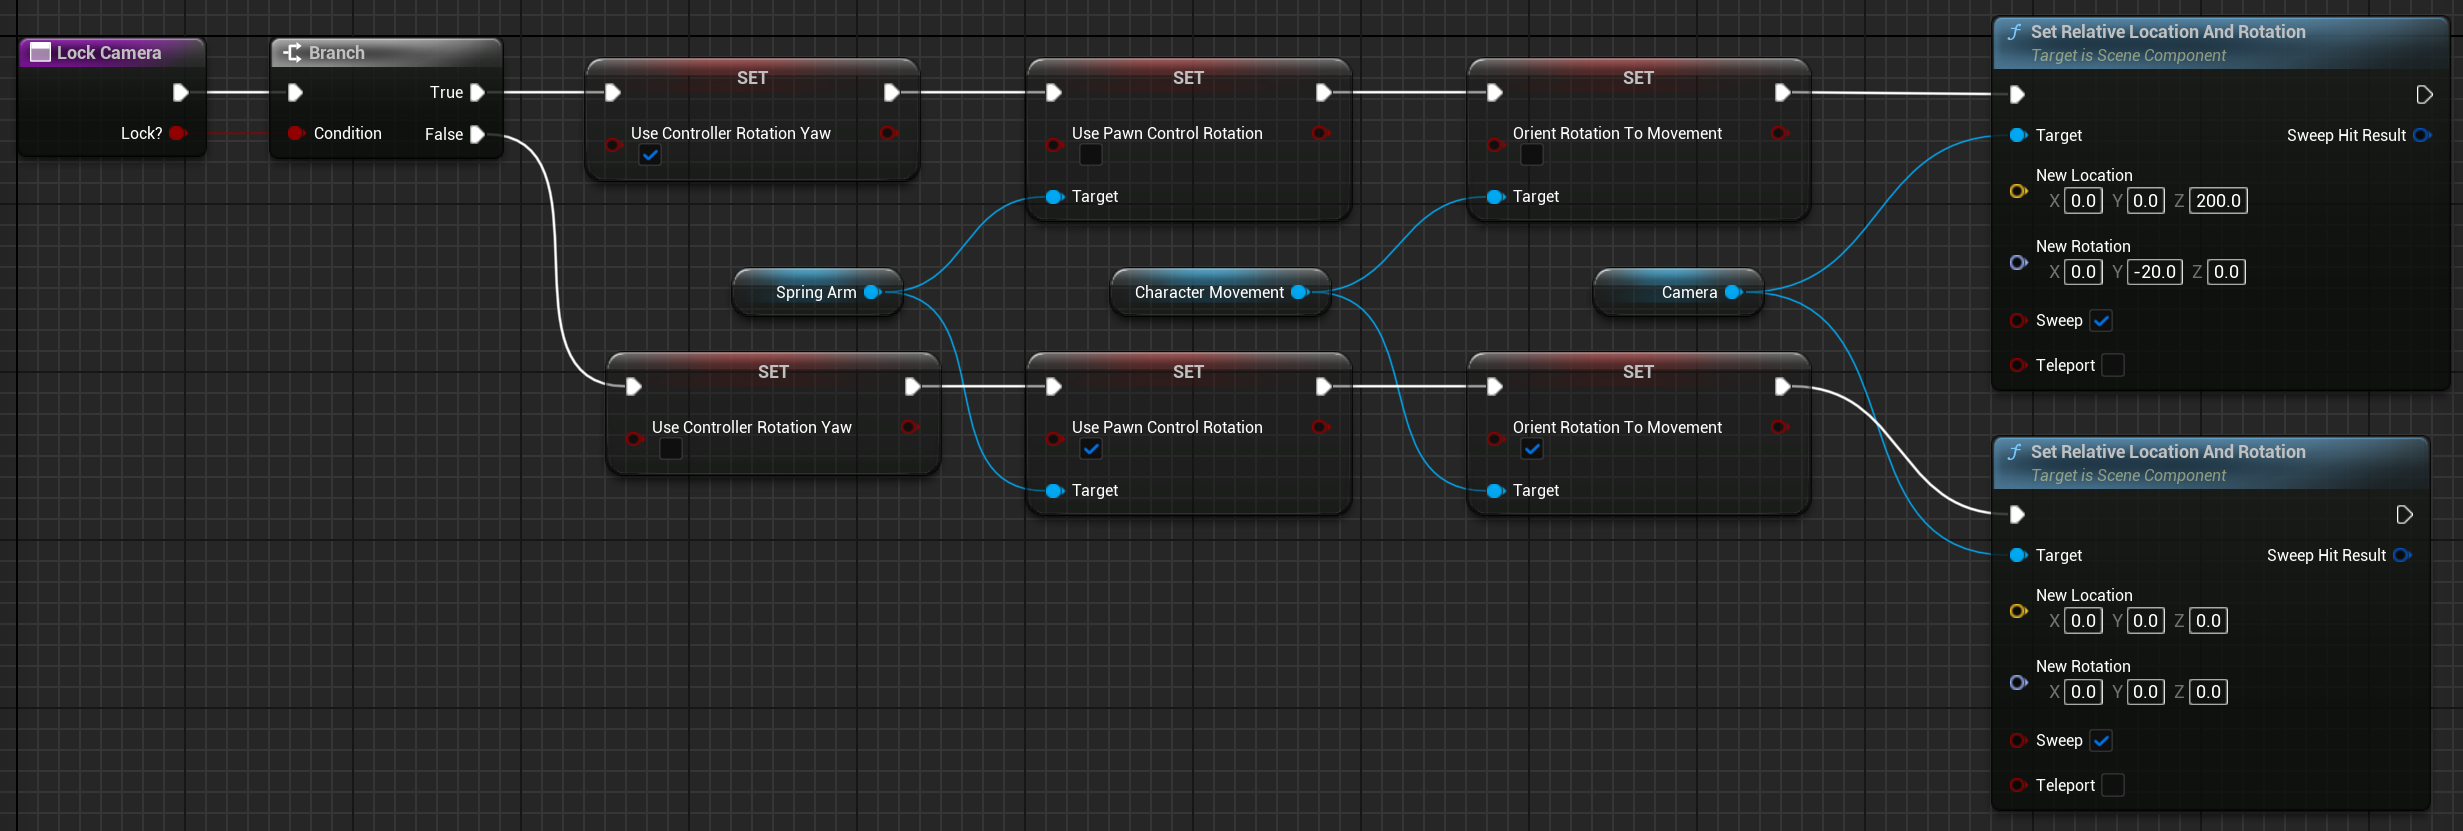 Lock Camera
Lock?
Branch
Condition
True
False
SET
Use Controller Rotation Yaw
SET
Use Pawn Control Rotation
Target
SET
Orient Rotation To Movement
Target
Set Relative Location And Rotation
Target is Scene Component
Target
Sweep Hit Result
New Location
X 0.0 Y 0.0 Z 200.0
New Rotation
X 0.0 Y -20.0 Z 0.0
Sweep
Teleport
Spring Arm
Character Movement
Camera
SET
Use Controller Rotation Yaw
SET
Use Pawn Control Rotation
Target
SET
Orient Rotation To Movement
Target
Set Relative Location And Rotation
Target is Scene Component
Target
Sweep Hit Result
New Location
X 0.0 Y 0.0 Z 0.0
New Rotation
X 0.0 Y 0.0 Z 0.0
Sweep
Teleport